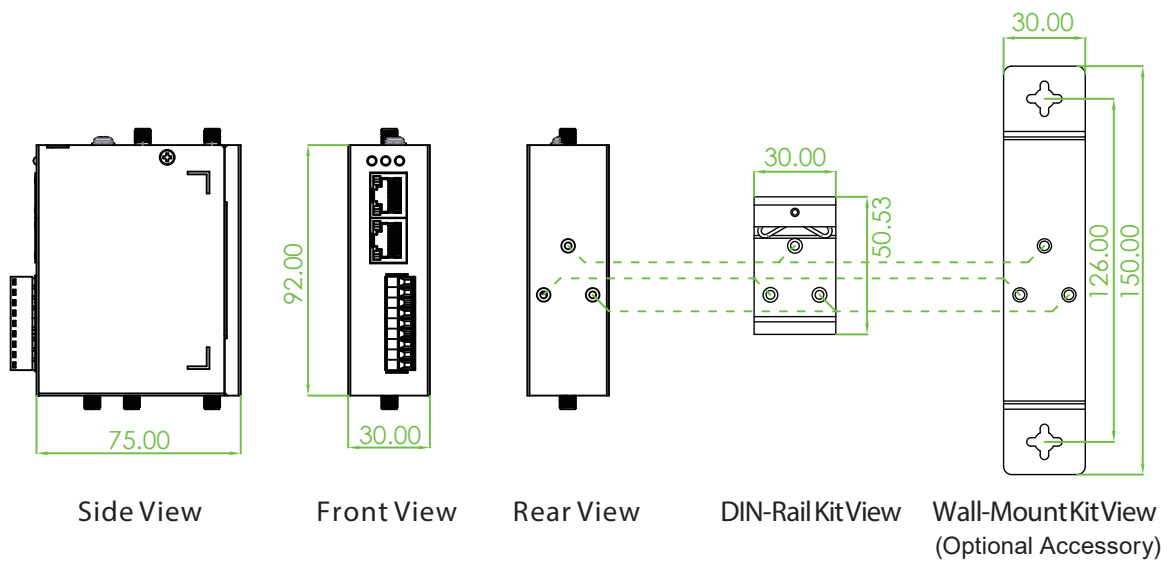 30.00
30.00
50.53
92.00
126.00
150.00
75.00
30.00
Side View
Front View
Rear View
DIN-Rail Kit View
Wall-Mount Kit View
(Optional Accessory)